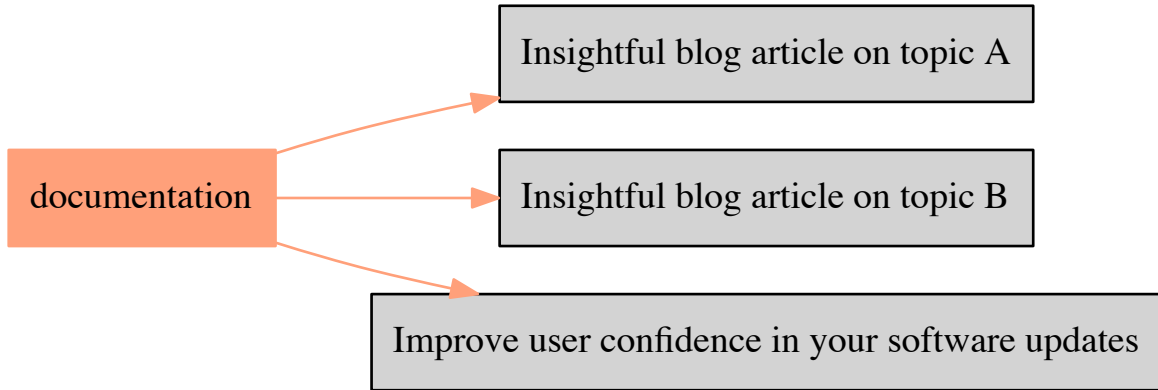 Insightful blog article on topic A
documentation
Insightful blog article on topic B
Improve user confidence in your software updates